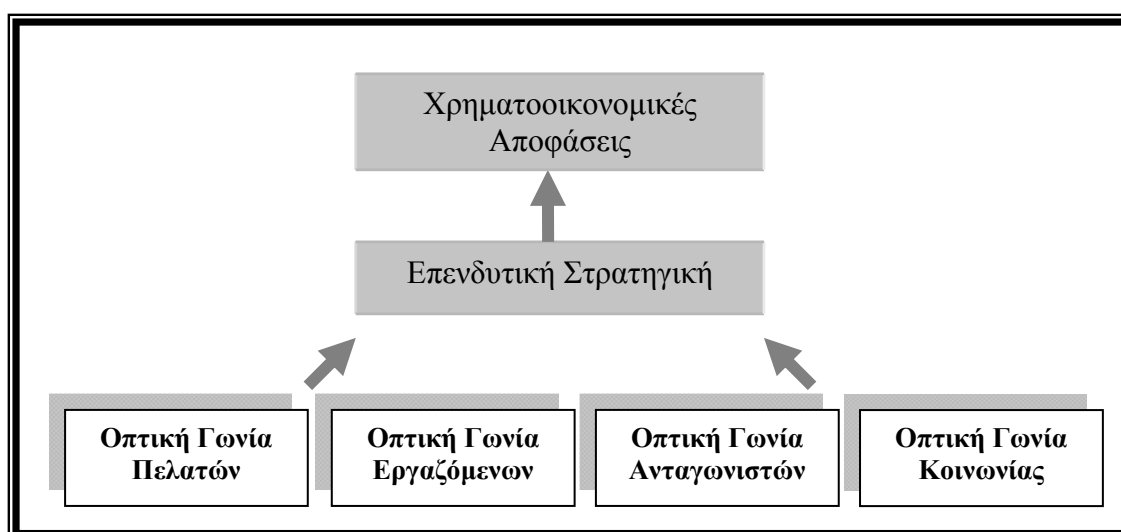 Χρηματοοικονομικές
Αποφάσεις
Επενδυτική Στρατηγική
Οπτική Γωνία
Πελατών
Οπτική Γωνία
Εργαζόμενων
Οπτική Γωνία
Ανταγωνιστών
Οπτική Γωνία
Κοινωνίας